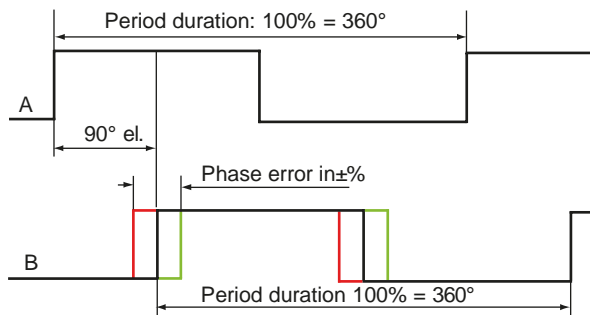 Period duration: 100% = 360°
A
90° el.
Phase error in±%
B
Period duration 100% = 360°